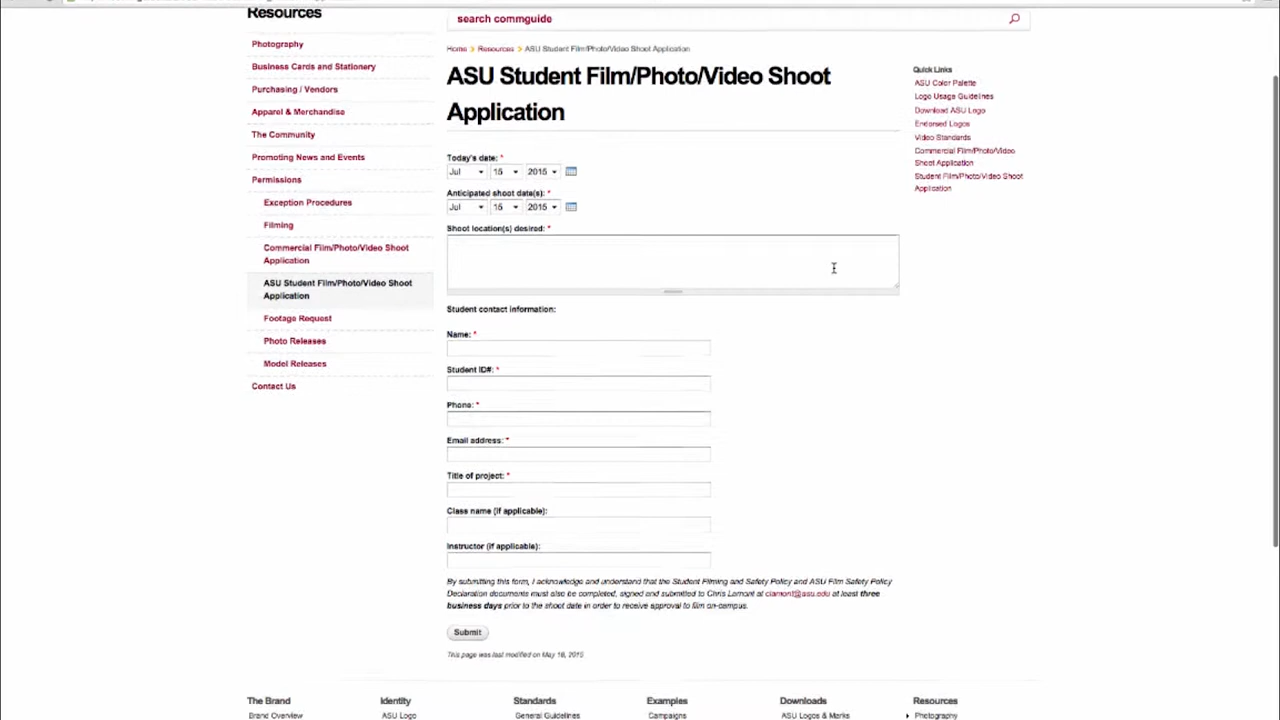 Resources
Photography
Business Cards and Stationery
Purchasing / Vendors
Apparel & Merchandise
The Community
Promoting News and Events
Permissions
Exception Procedures
Filming
Commercial Film/Photo/Video Shoot
Application
ASU Student Film/Photo/Video Shoot
Application
Footage Request
Photo Releases
Model Releases
Contact Us
search commguide
Home > Resources > ASU Student Film/Photo/Video Shoot Application
ASU Student Film/Photo/Video Shoot
Application
Today's date: *
Jul 15 2015
Anticipated shoot date(s): *
Jul 15 2015
Shoot location(s) desired: *
Student contact information:
Name: *
Student ID#: *
Phone: *
Email address: *
Title of project: *
Class name (if applicable):
Instructor (if applicable):
By submitting this form, I acknowledge and understand that the Student Filming and Safety Policy and ASU Film Safety Policy
Declaration documents must also be completed, signed and submitted to Chris Lamont at clamont@asu.edu at least three
business days prior to the shoot date in order to receive approval to film on-campus.
Submit
This page was last modified on May 18, 2015
Quick Links
ASU Color Palette
Logo Usage Guidelines
Download ASU Logo
Endorsed Logos
Video Standards
Commercial Film/Photo/Video
Shoot Application
Student Film/Photo/Video Shoot
Application
The Brand
Brand Overview
Identity
ASU Logo
Standards
General Guidelines
Examples
Campaigns
Downloads
ASU Logos & Marks
Resources
Photography